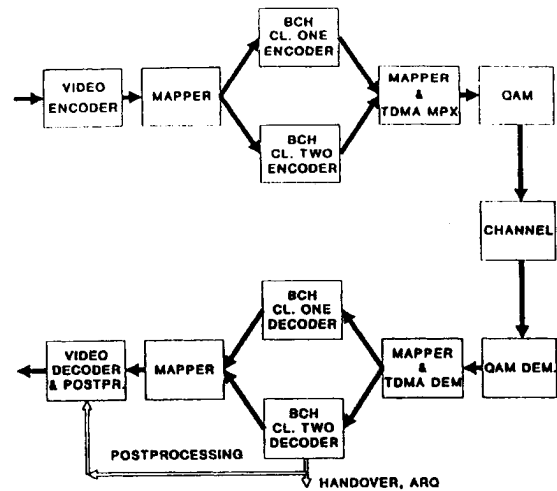 VIDEO
ENCODER
MAPPER
BCH
CL. ONE
ENCODER
BCH
CL. TWO
ENCODER
MAPPER
&
TDMA MPX
QAM
CHANNEL
QAM DEM.
MAPPER
&
TDMA DEM
BCH
CL. ONE
DECODER
BCH
CL. TWO
DECODER
MAPPER
VIDEO
DECODER
& POSTPR.
POSTPROCESSING
HANDOVER, ARQ